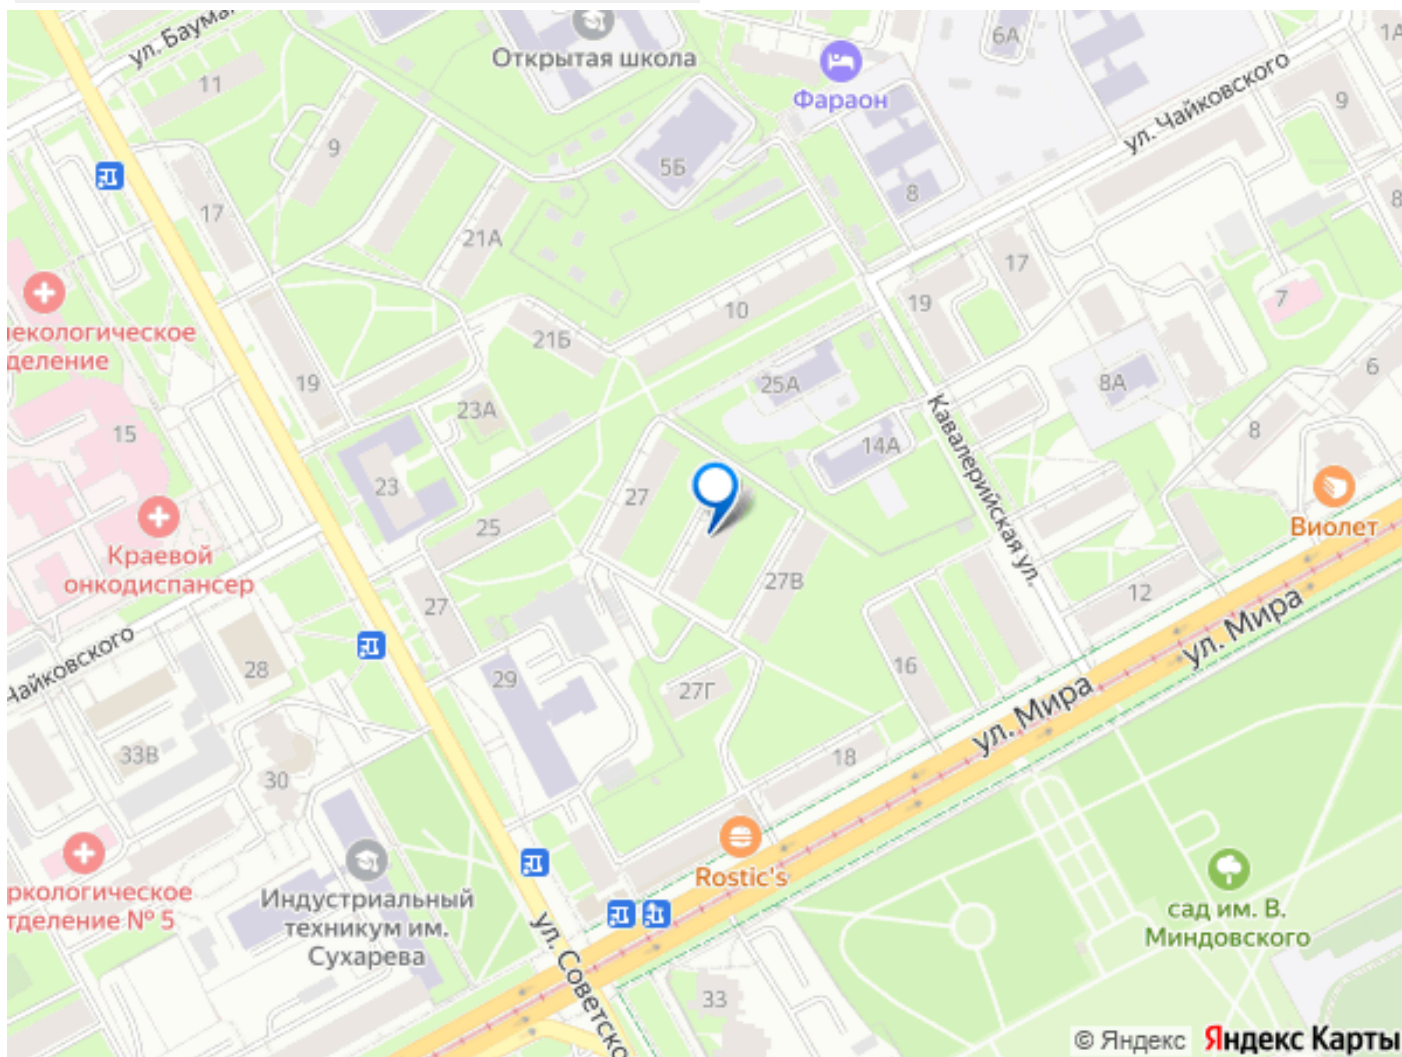 ул. Баума
Открытая школа
6А
1А
11
Фараон
ул. Чайковского
9
9
5Б
8
8
17
21А
17
19
7
10
21Б
некологическое
деление
19
25А
8А
6
23А
Кавалерийская ул.
15
14А
8
23
27
25
Виолет
Краевой
онкодиспансер
27В
12
27
ул. Мира
Чайковского
28
29
27Г
16
ул. Мира
33В
30
18
Rostic's
ркологическое
тделение № 5
Индустриальный
техникум им.
Сухарева
сад им. В.
Миндовского
ул. Советско
33
© Яндекс Яндекс Карты